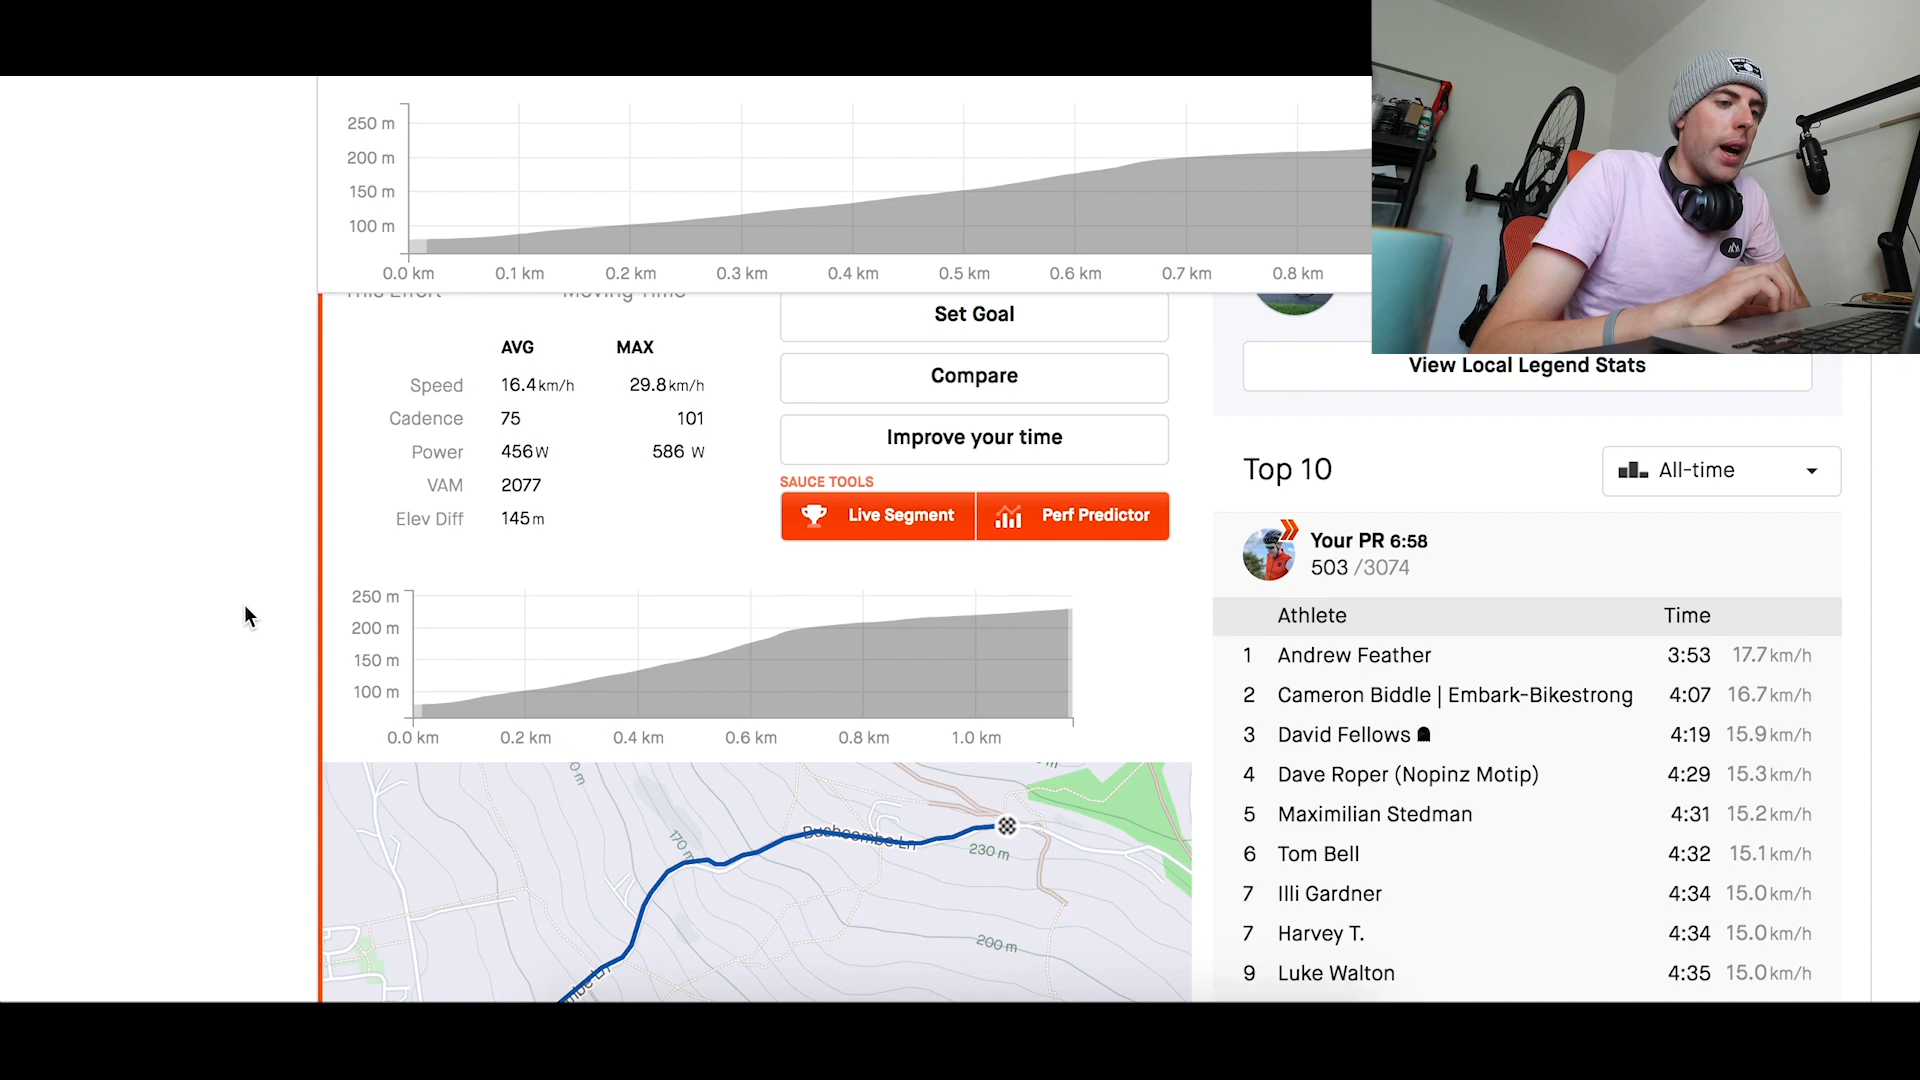 250 m
200 m
150 m
100 m
0.0 km 0.1 km 0.2 km 0.3 km 0.4 km 0.5 km 0.6 km 0.7 km 0.8 km
This Effort Moving Time
AVG MAX
Speed 16.4 km/h 29.8 km/h
Cadence 75 101
Power 456 W 586 W
VAM 2077
Elev Diff 145 m
Set Goal
Compare
Improve your time
SAUCE TOOLS
Live Segment Perf Predictor
250 m
200 m
150 m
100 m
0.0 km 0.2 km 0.4 km 0.6 km 0.8 km 1.0 km
170 m
Bushcombe Ln
230 m
200 m
View Local Legend Stats
Top 10 All-time
Your PR 6:58
503 /3074
Athlete Time
1 Andrew Feather 3:53 17.7 km/h
2 Cameron Biddle | Embark-Bikestrong 4:07 16.7 km/h
3 David Fellows 4:19 15.9 km/h
4 Dave Roper (Nopinz Motip) 4:29 15.3 km/h
5 Maximilian Stedman 4:31 15.2 km/h
6 Tom Bell 4:32 15.1 km/h
7 Illi Gardner 4:34 15.0 km/h
7 Harvey T. 4:34 15.0 km/h
9 Luke Walton 4:35 15.0 km/h